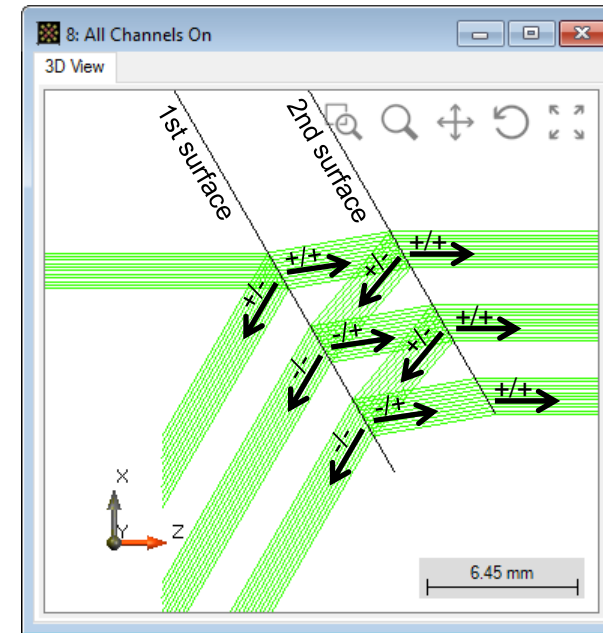 8: All Channels On
3D View
1st surface
2nd surface
+/+
+/+
+/-
+/-
-/+
+/+
+/-
-/-
-/+
+/+
-/-
X
Y
Z
6.45 mm